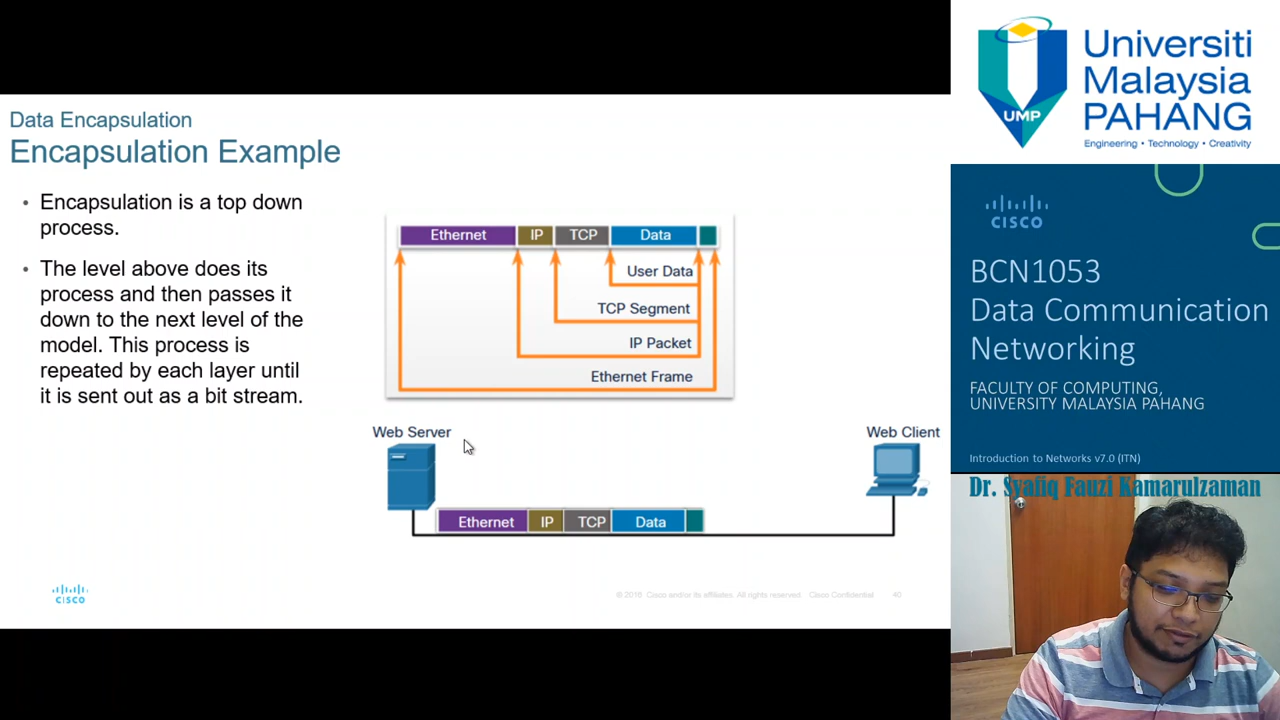 Data Encapsulation
Encapsulation Example
• Encapsulation is a top down
process.
• The level above does its
process and then passes it
down to the next level of the
model. This process is
repeated by each layer until
it is sent out as a bit stream.
Ethernet IP TCP Data
User Data
TCP Segment
IP Packet
Ethernet Frame
Web Server
Web Client
Ethernet IP TCP Data
CISCO
© 2016 Cisco and/or its affiliates. All rights reserved. Cisco Confidential 40
UMP
Universiti
Malaysia
PAHANG
Engineering • Technology • Creativity
CISCO
BCN1053
Data Communication
Networking
FACULTY OF COMPUTING,
UNIVERSITY MALAYSIA PAHANG
Introduction to Networks v7.0 (ITN)
Dr. Syafiq Fauzi Kamarulzaman